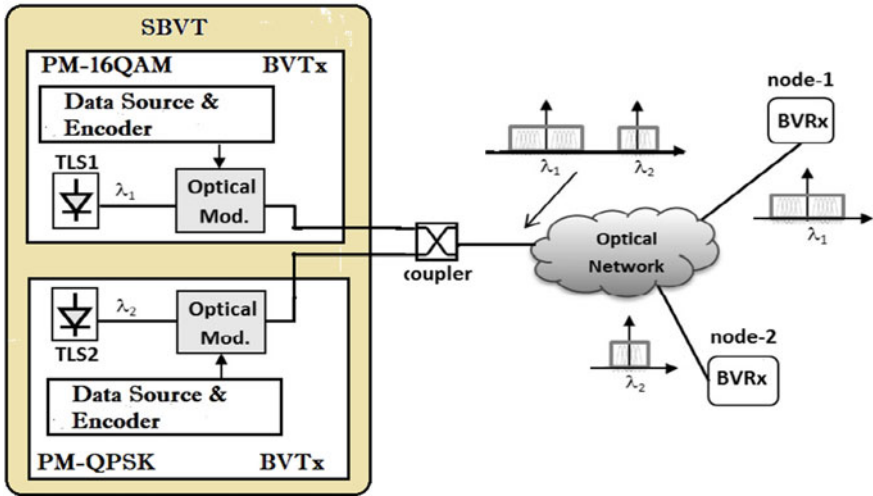 SBVT
PM-16QAM BVTx
Data Source &
Encoder
TLS1
λ1
Optical
Mod.
λ2
TLS2
Optical
Mod.
Data Source &
Encoder
PM-QPSK BVTx
coupler
λ1 λ2
Optical
Network
node-1
BVRx
λ1
node-2
BVRx
λ2